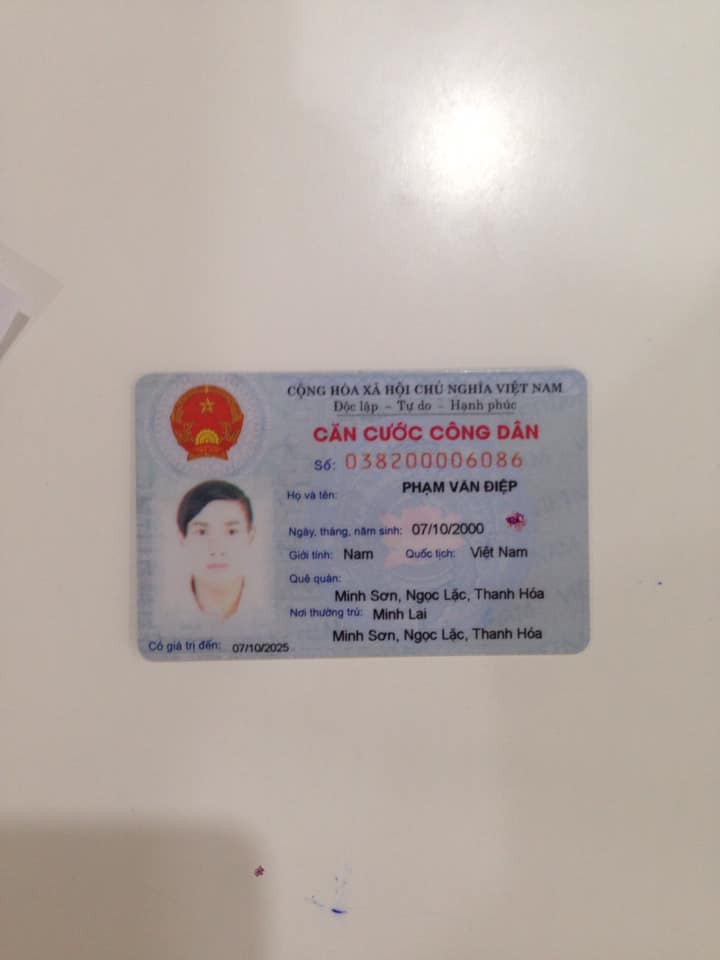 CỘNG HÒA XÃ HỘI CHỦ NGHĨA VIỆT NAM
Độc lập – Tự do – Hạnh phúc
CĂN CƯỚC CÔNG DÂN
Số: 038200006086
Họ và tên: PHẠM VĂN ĐIỆP
Ngày, tháng, năm sinh: 07/10/2000
Giới tính: Nam Quốc tịch: Việt Nam
Quê quán:
Minh Sơn, Ngọc Lặc, Thanh Hóa
Nơi thường trú: Minh Lai
Minh Sơn, Ngọc Lặc, Thanh Hóa
Có giá trị đến: 07/10/2025